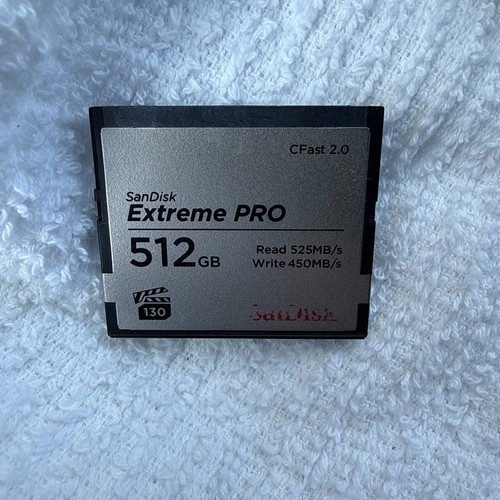 CFast 2.0
SanDisk
Extreme PRO
512GB
Read 525MB/s
Write 450MB/s
130
SanDisk